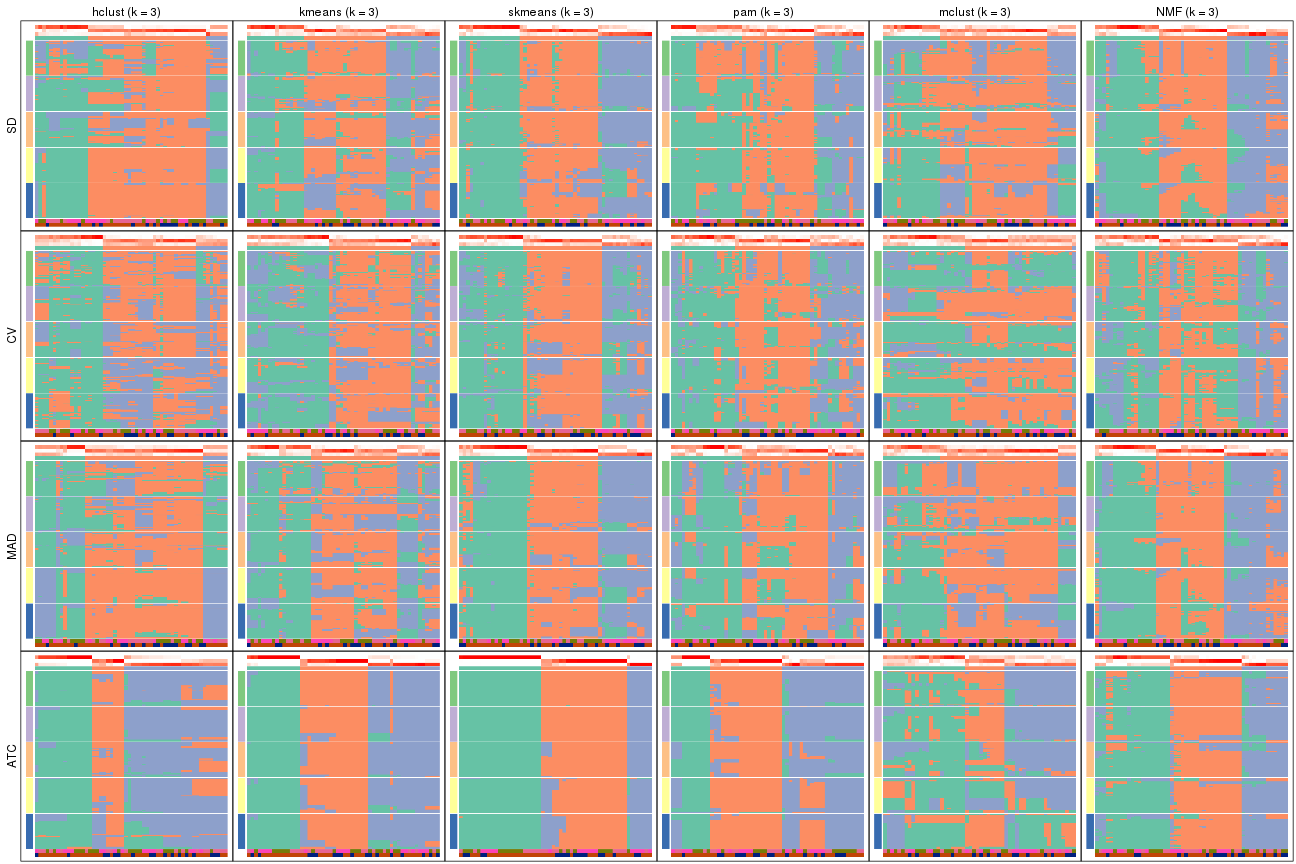 hclust (k = 3)
kmeans (k = 3)
skmeans (k = 3)
pam (k = 3)
mclust (k = 3)
NMF (k = 3)
SD
CV
MAD
ATC